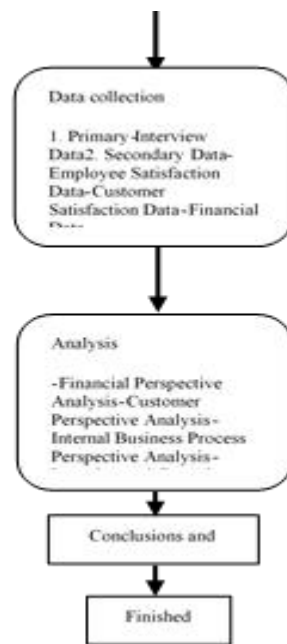 Data collection
1. Primary-Interview
Data2. Secondary Data-
Employee Satisfaction
Data-Customer
Satisfaction Data-Financial
Analysis
-Financial Perspective
Analysis-Customer
Perspective Analysis-
Internal Business Process
Perspective Analysis-
Conclusions and
Finished